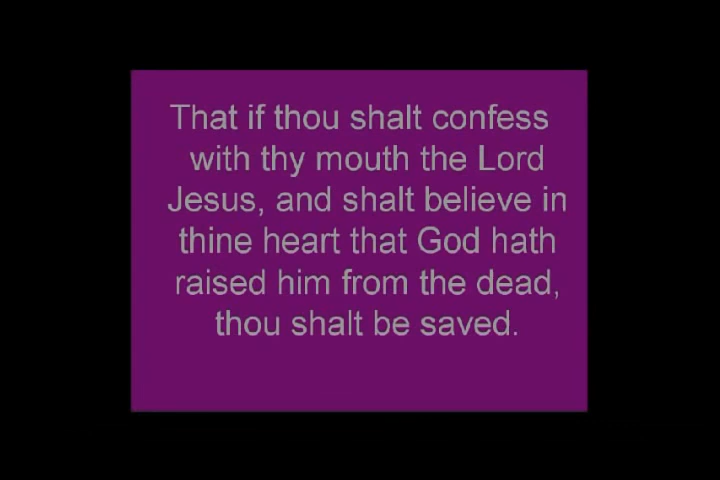 That if thou shalt confess
with thy mouth the Lord
Jesus, and shalt believe in
thine heart that God hath
raised him from the dead,
thou shalt be saved.